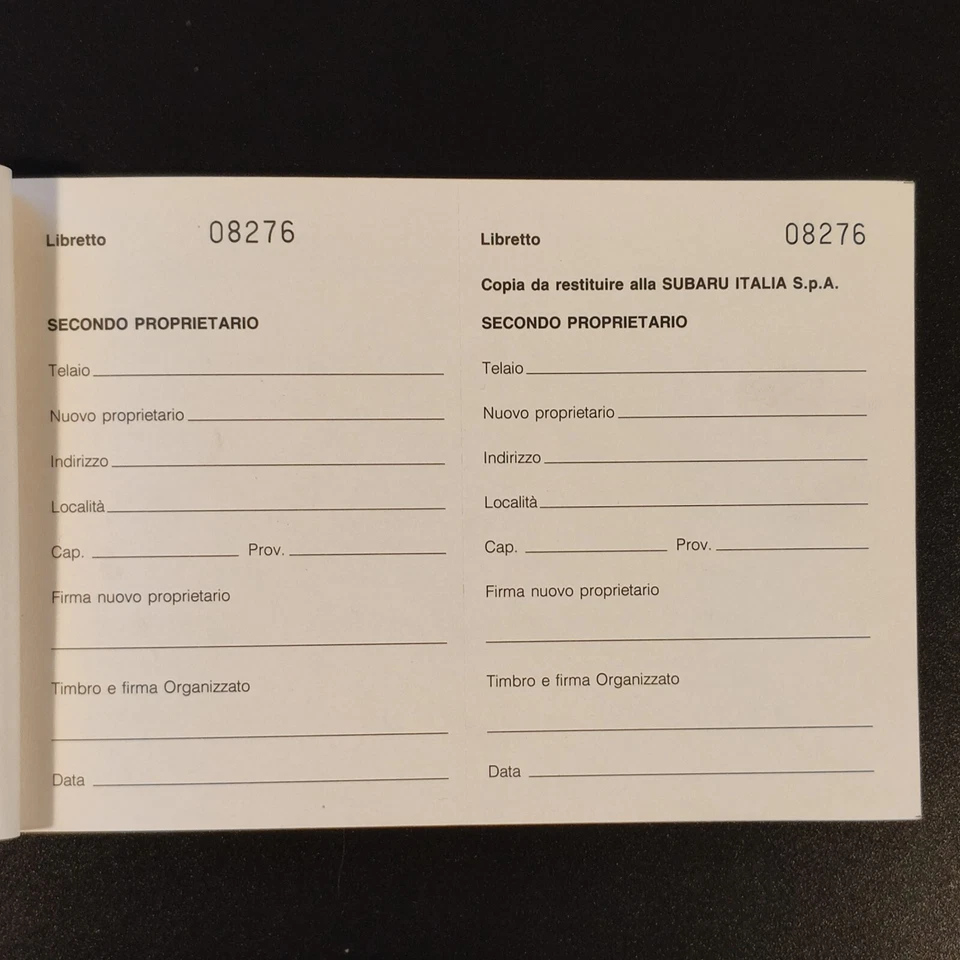 Libretto 08276
SECONDO PROPRIETARIO
Telaio
Nuovo proprietario
Indirizzo
Località
Cap. Prov.
Firma nuovo proprietario
Timbro e firma Organizzato
Data
Libretto 08276
Copia da restituire alla SUBARU ITALIA S.p.A.
SECONDO PROPRIETARIO
Telaio
Nuovo proprietario
Indirizzo
Località
Cap. Prov.
Firma nuovo proprietario
Timbro e firma Organizzato
Data